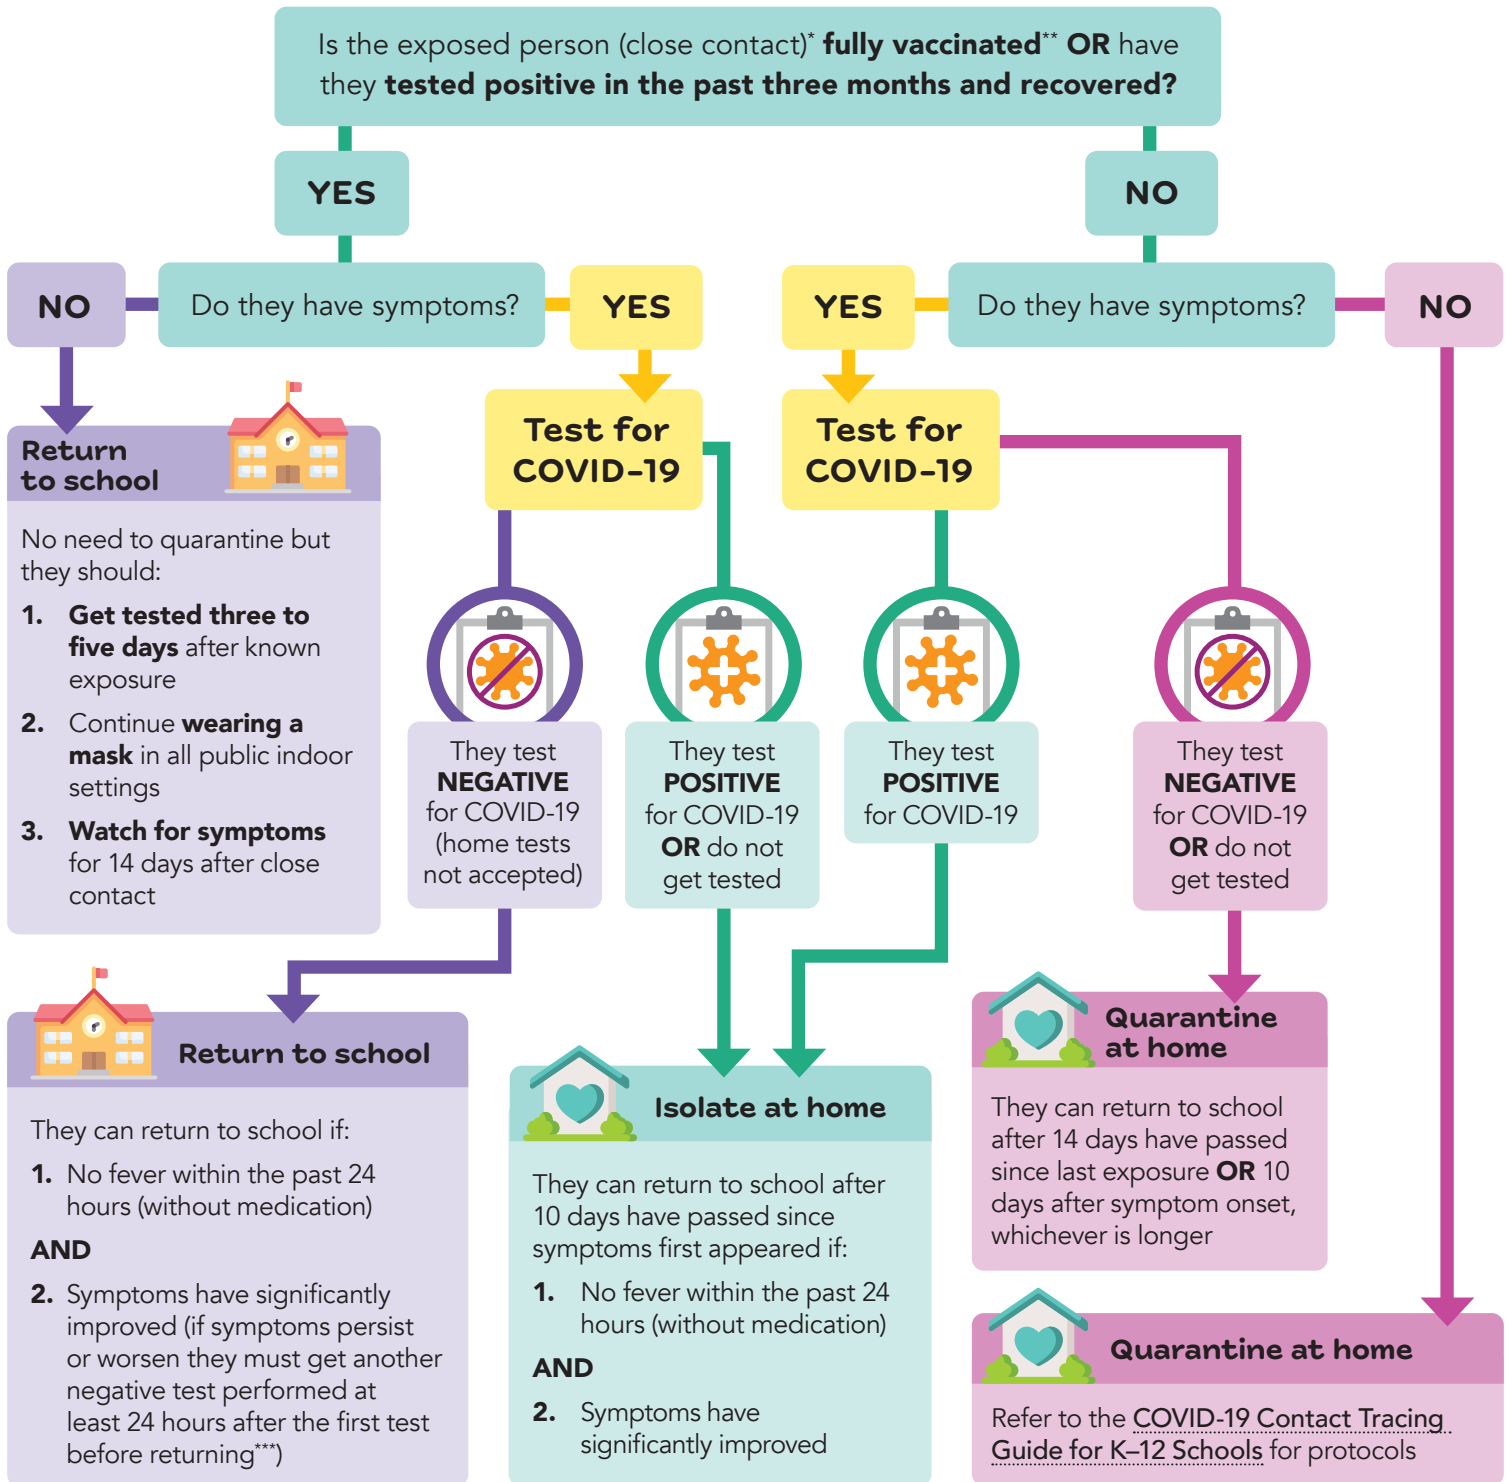 Is the exposed person (close contact)* fully vaccinated** OR have
they tested positive in the past three months and recovered?
YES
NO
NO
Do they have symptoms?
YES
YES
Do they have symptoms?
NO
Return
to school
No need to quarantine but
they should:
1. Get tested three to
five days after known
exposure
2. Continue wearing a
mask in all public indoor
settings
3. Watch for symptoms
for 14 days after close
contact
Test for
COVID-19
Test for
COVID-19
They test
NEGATIVE
for COVID-19
(home tests
not accepted)
They test
POSITIVE
for COVID-19
OR do not
get tested
They test
POSITIVE
for COVID-19
They test
NEGATIVE
for COVID-19
OR do not
get tested
Return to school
They can return to school if:
1. No fever within the past 24
hours (without medication)
AND
2. Symptoms have significantly
improved (if symptoms persist
or worsen they must get another
negative test performed at
least 24 hours after the first test
before returning***)
Isolate at home
They can return to school after
10 days have passed since
symptoms first appeared if:
1. No fever within the past 24
hours (without medication)
AND
2. Symptoms have
significantly improved
Quarantine
at home
They can return to school
after 14 days have passed
since last exposure OR 10
days after symptom onset,
whichever is longer
Quarantine at home
Refer to the COVID-19 Contact Tracing
Guide for K–12 Schools for protocols